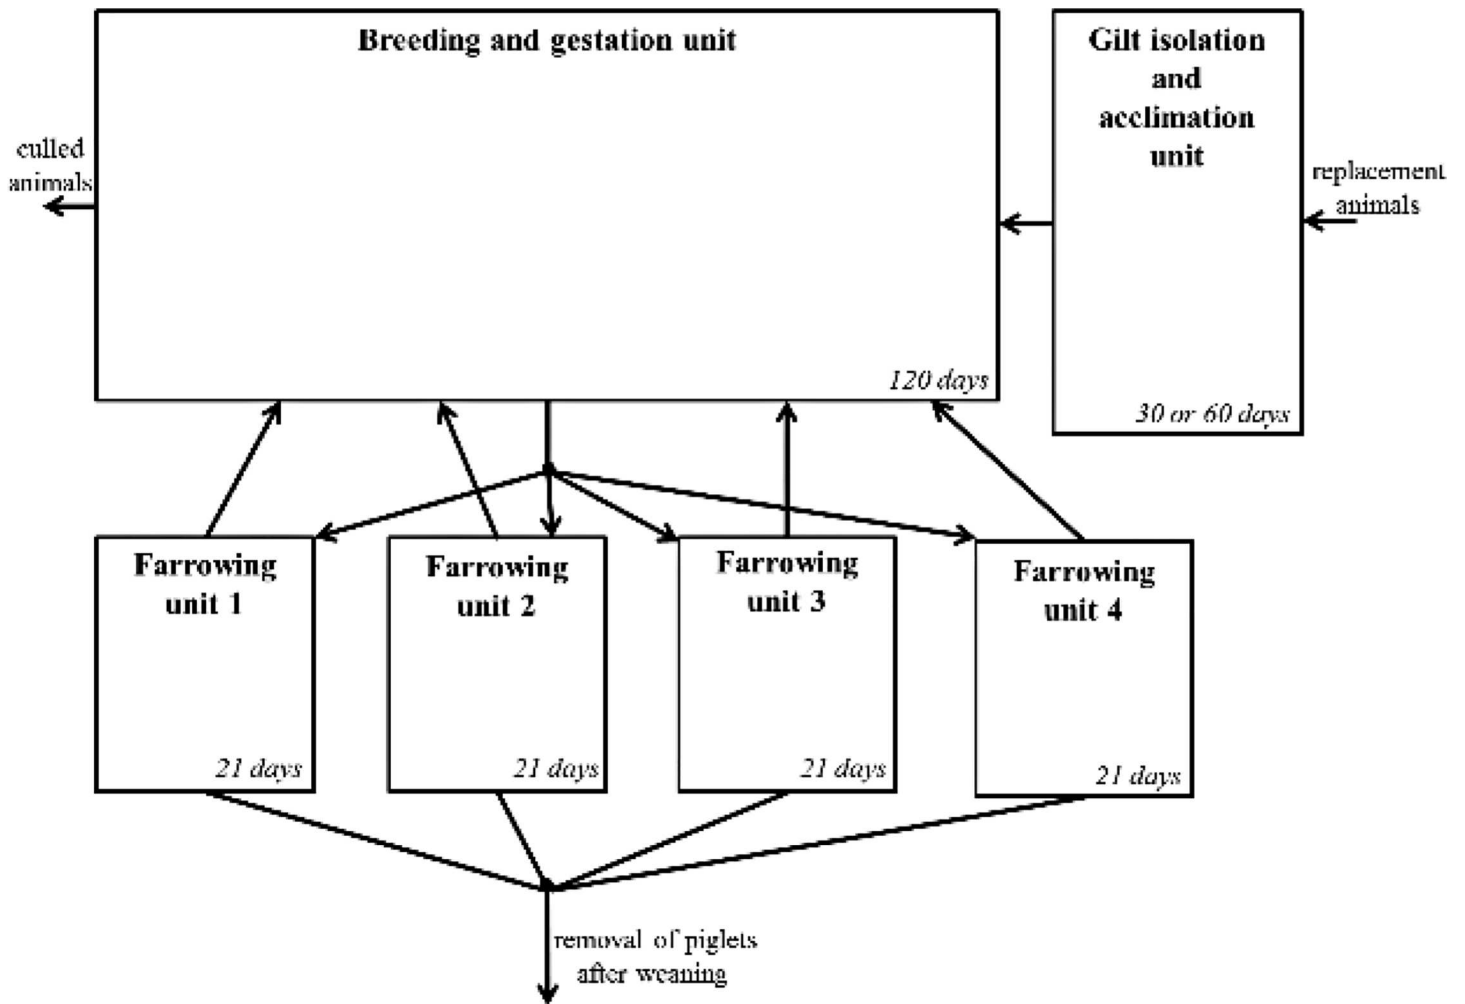 Breeding and gestation unit
Gilt isolation
and
acclimation
unit
culled
animals
replacement
animals
120 days
30 or 60 days
Farrowing
unit 1
Farrowing
unit 2
Farrowing
unit 3
Farrowing
unit 4
21 days
21 days
21 days
21 days
removal of piglets
after weaning